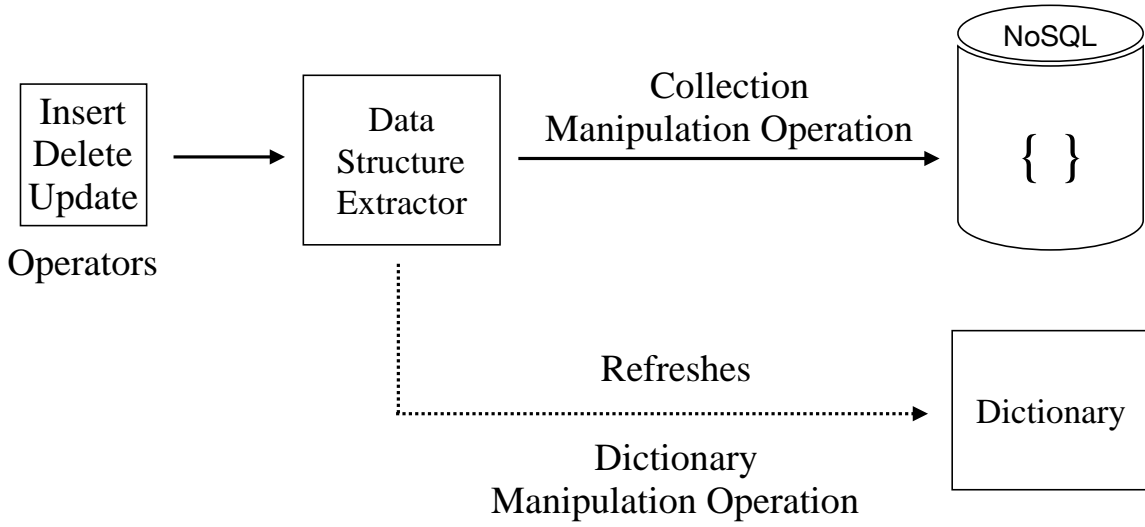 Insert
Delete
Update
Operators
Data
Structure
Extractor
Collection
Manipulation Operation
NoSQL
{ }
Refreshes
Dictionary
Manipulation Operation
Dictionary